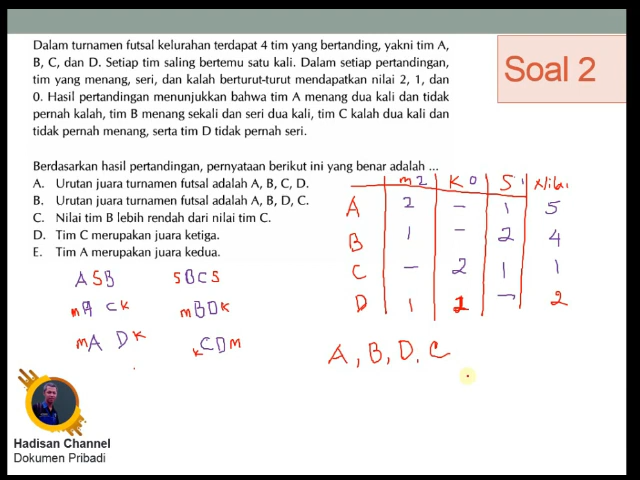 Dalam turnamen futsal kelurahan terdapat 4 tim yang bertanding, yakni tim A,
B, C, dan D. Setiap tim saling bertemu satu kali. Dalam setiap pertandingan,
tim yang menang, seri, dan kalah berturut-turut mendapatkan nilai 2, 1, dan
0. Hasil pertandingan menunjukkan bahwa tim A menang dua kali dan tidak
pernah kalah, tim B menang sekali dan seri dua kali, tim C kalah dua kali dan
tidak pernah menang, serta tim D tidak pernah seri.
Soal 2
Berdasarkan hasil pertandingan, pernyataan berikut ini yang benar adalah ...
A. Urutan juara turnamen futsal adalah A, B, C, D.
B. Urutan juara turnamen futsal adalah A, B, D, C.
C. Nilai tim B lebih rendah dari nilai tim C.
D. Tim C merupakan juara ketiga.
E. Tim A merupakan juara kedua.
m 2 K 0 S 1 Nilai
A 2 - 1 5
B 1 - 2 4
C - 2 1 1
D 1 2 - 2
A S B S B C S
m A C K m B D K
m A D K K C D m
A, B, D, C
Hadisan Channel
Dokumen Pribadi